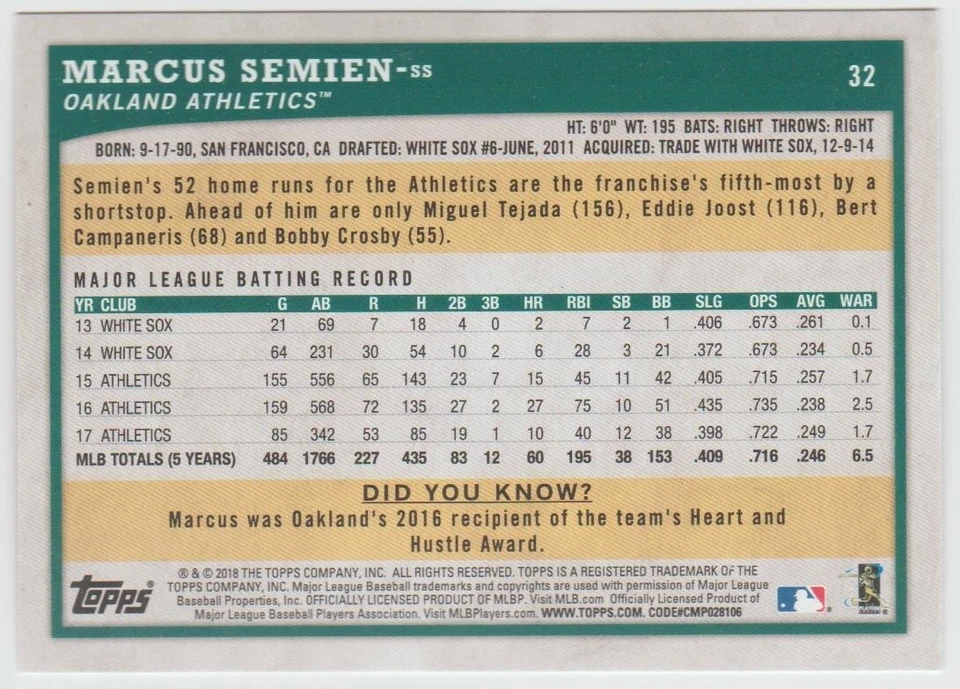 MARCUS SEMIEN-SS
32
OAKLAND ATHLETICS™
HT: 6'0" WT: 195 BATS: RIGHT THROWS: RIGHT
BORN: 9-17-90, SAN FRANCISCO, CA DRAFTED: WHITE SOX #6-JUNE, 2011 ACQUIRED: TRADE WITH WHITE SOX, 12-9-14
Semien's 52 home runs for the Athletics are the franchise's fifth-most by a
shortstop. Ahead of him are only Miguel Tejada (156), Eddie Joost (116), Bert
Campaneris (68) and Bobby Crosby (55).
MAJOR LEAGUE BATTING RECORD
YR CLUB G AB R H 2B 3B HR RBI SB BB SLG OPS AVG WAR
13 WHITE SOX 21 69 7 18 4 0 2 7 2 1 .406 .673 .261 0.1
14 WHITE SOX 64 231 30 54 10 2 6 28 3 21 .372 .673 .234 0.5
15 ATHLETICS 155 556 65 143 23 7 15 45 11 42 .405 .715 .257 1.7
16 ATHLETICS 159 568 72 135 27 2 27 75 10 51 .435 .735 .238 2.5
17 ATHLETICS 85 342 53 85 19 1 10 40 12 38 .398 .722 .249 1.7
MLB TOTALS (5 YEARS) 484 1766 227 435 83 12 60 195 38 153 .409 .716 .246 6.5
DID YOU KNOW?
Marcus was Oakland's 2016 recipient of the team's Heart and
Hustle Award.
® & © 2018 THE TOPPS COMPANY, INC. ALL RIGHTS RESERVED. TOPPS IS A REGISTERED TRADEMARK OF THE
TOPPS COMPANY, INC. Major League Baseball trademarks and copyrights are used with permission of Major League
Baseball Properties, Inc. OFFICIALLY LICENSED PRODUCT OF MLBP. Visit MLB.com Officially Licensed Product of
Major League Baseball Players Association. Visit MLBPlayers.com. WWW.TOPPS.COM. CODE#CMP028106
Topps®